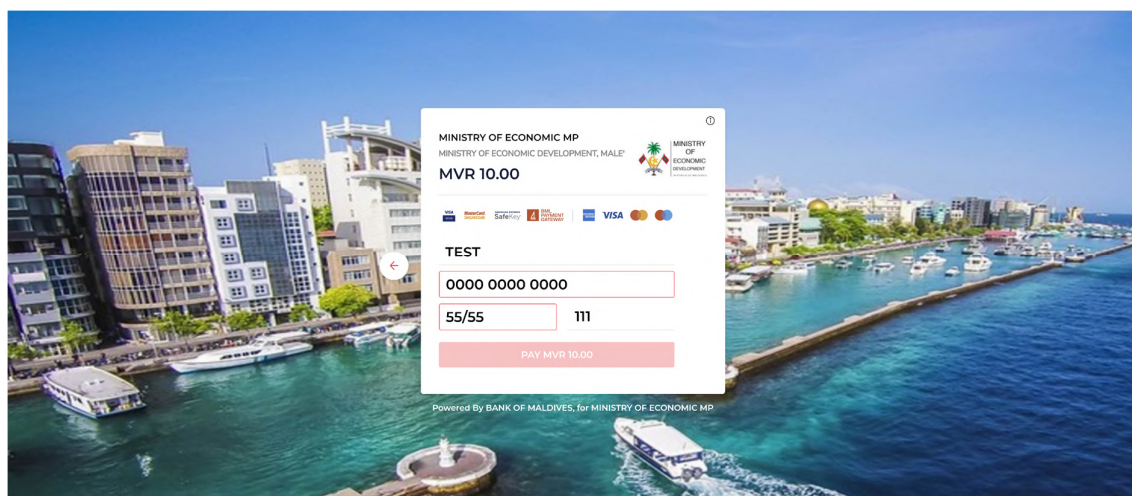 MINISTRY OF ECONOMIC MP
MINISTRY OF ECONOMIC DEVELOPMENT, MALE'
MVR 10.00
MINISTRY
OF
ECONOMIC
DEVELOPMENT
VISA
MasterCard
SafeKey
BML
PAYMENT
GATEWAY
VISA
TEST
0000 0000 0000
55/55
111
PAY MVR 10.00
Powered By BANK OF MALDIVES, for MINISTRY OF ECONOMIC MP